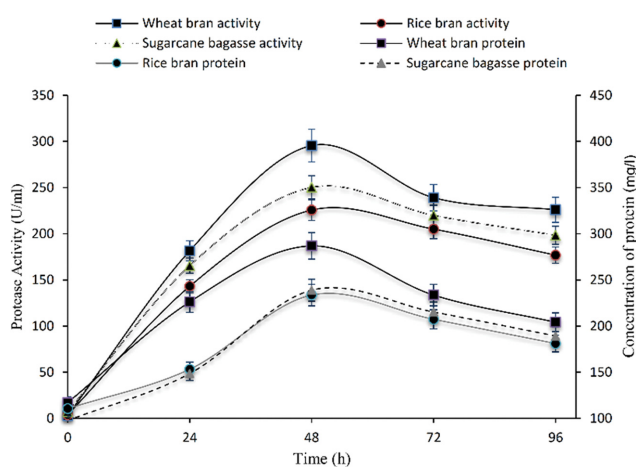 Wheat bran activity
Rice bran activity
Sugarcane bagasse activity
Wheat bran protein
Rice bran protein
Sugarcane bagasse protein
350
300
250
200
150
100
50
0
Protease Activity (U/ml)
450
400
350
300
250
200
150
100
Concentration of protein (mg/l)
0
24
48
72
96
Time (h)